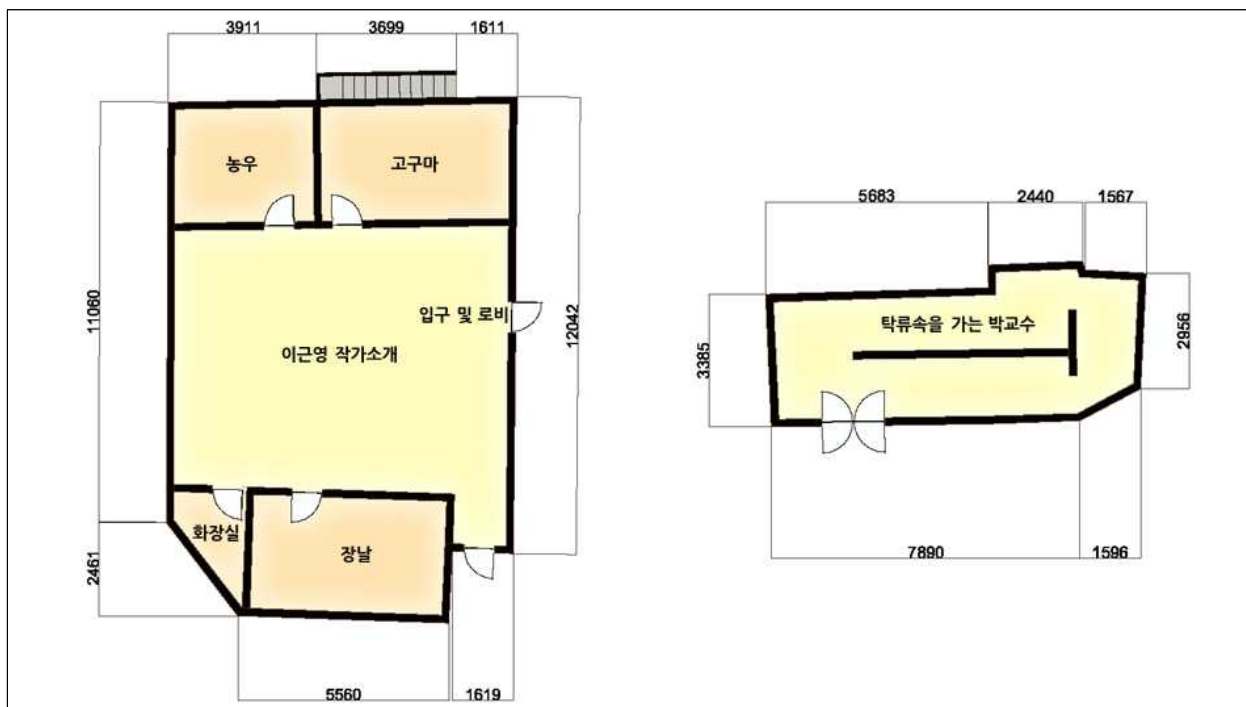 3911
3699
1611
농우
고구마
11060
12042
입구 및 로비
이근영 작가소개
화장실
장날
2461
5560
1619
5683
2440
1567
3385
2956
탁류속을 가는 박교수
7890
1596